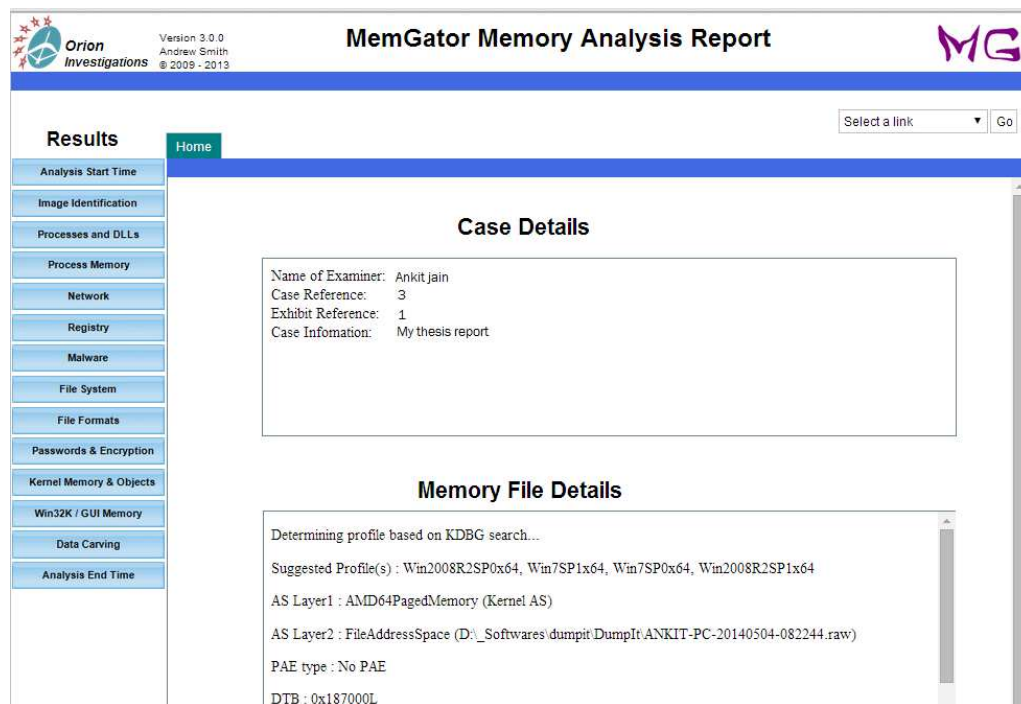 Orion
Investigations
Version 3.0.0
Andrew Smith
© 2009 - 2013
MemGator Memory Analysis Report
MG
Select a link
Go
Results
Home
Analysis Start Time
Image Identification
Processes and DLLs
Process Memory
Network
Registry
Malware
File System
File Formats
Passwords & Encryption
Kernel Memory & Objects
Win32K / GUI Memory
Data Carving
Analysis End Time
Case Details
Name of Examiner: Ankit jain
Case Reference: 3
Exhibit Reference: 1
Case Infomation: My thesis report
Memory File Details
Determining profile based on KDBG search...
Suggested Profile(s) : Win2008R2SP0x64, Win7SP1x64, Win7SP0x64, Win2008R2SP1x64
AS Layer1 : AMD64PagedMemory (Kernel AS)
AS Layer2 : FileAddressSpace (D:\_Softwares\dumpit\DumpIt\ANKIT-PC-20140504-082244.raw)
PAE type : No PAE
DTB : 0x187000L